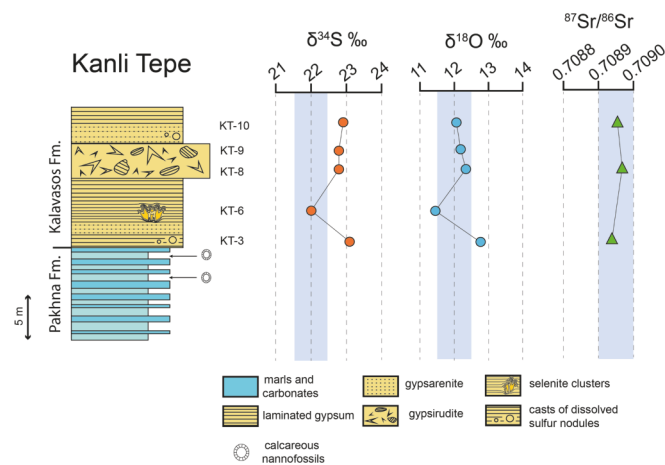 Kanli Tepe
δ34S ‰
δ18O ‰
87Sr/86Sr
21 22 23 24
11 12 13 14
0.7088 0.7089 0.7090
Kalavasos Fm.
Pakhna Fm.
5 m
KT-10
KT-9
KT-8
KT-6
KT-3
marls and
carbonates
gypsarenite
selenite clusters
laminated gypsum
gypsirudite
casts of dissolved
sulfur nodules
calcareous
nannofossils